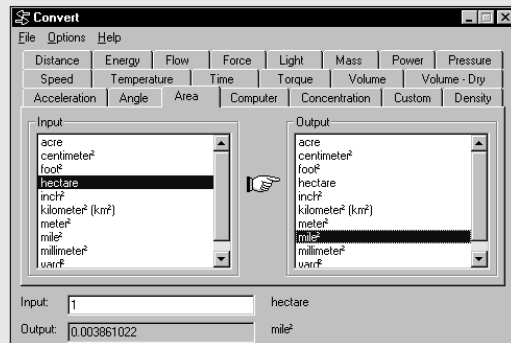 Convert
File Options Help
Distance Energy Flow Force Light Mass Power Pressure
Speed Temperature Time Torque Volume Volume - Dry
Acceleration Angle Area Computer Concentration Custom Density
Input Output
acre acre
centimeter² centimeter²
foot² foot²
hectare hectare
inch² inch²
kilometer² (km²) kilometer² (km²)
meter² meter²
mile² mile²
millimeter² millimeter²
yard² yard²
Input: 1 hectare
Output: 0.003861022 mile²